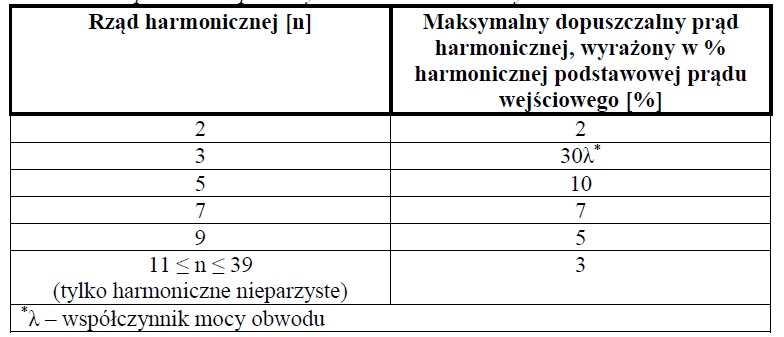 Rząd harmonicznej [n]
Maksymalny dopuszczalny prąd
harmonicznej, wyrażony w %
harmonicznej podstawowej prądu
wejściowego [%]
2 2
3 30λ*
5 10
7 7
9 5
11 ≤ n ≤ 39 3
(tylko harmoniczne nieparzyste)
*λ – współczynnik mocy obwodu